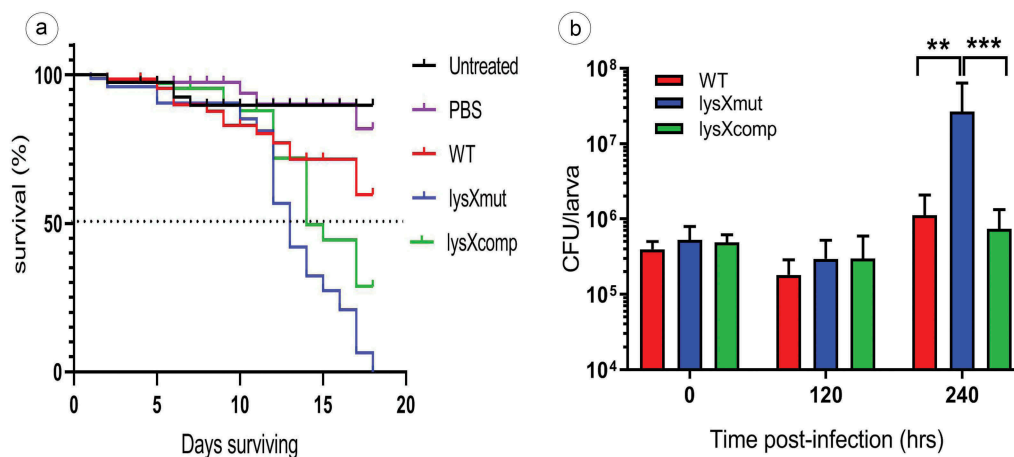 a
survival (%)
100
50
0
0 5 10 15 20
Days surviving
Untreated
PBS
WT
lysXmut
lysXcomp
b
** ***
WT
lysXmut
lysXcomp
CFU/larva
10^8
10^7
10^6
10^5
10^4
0 120 240
Time post-infection (hrs)